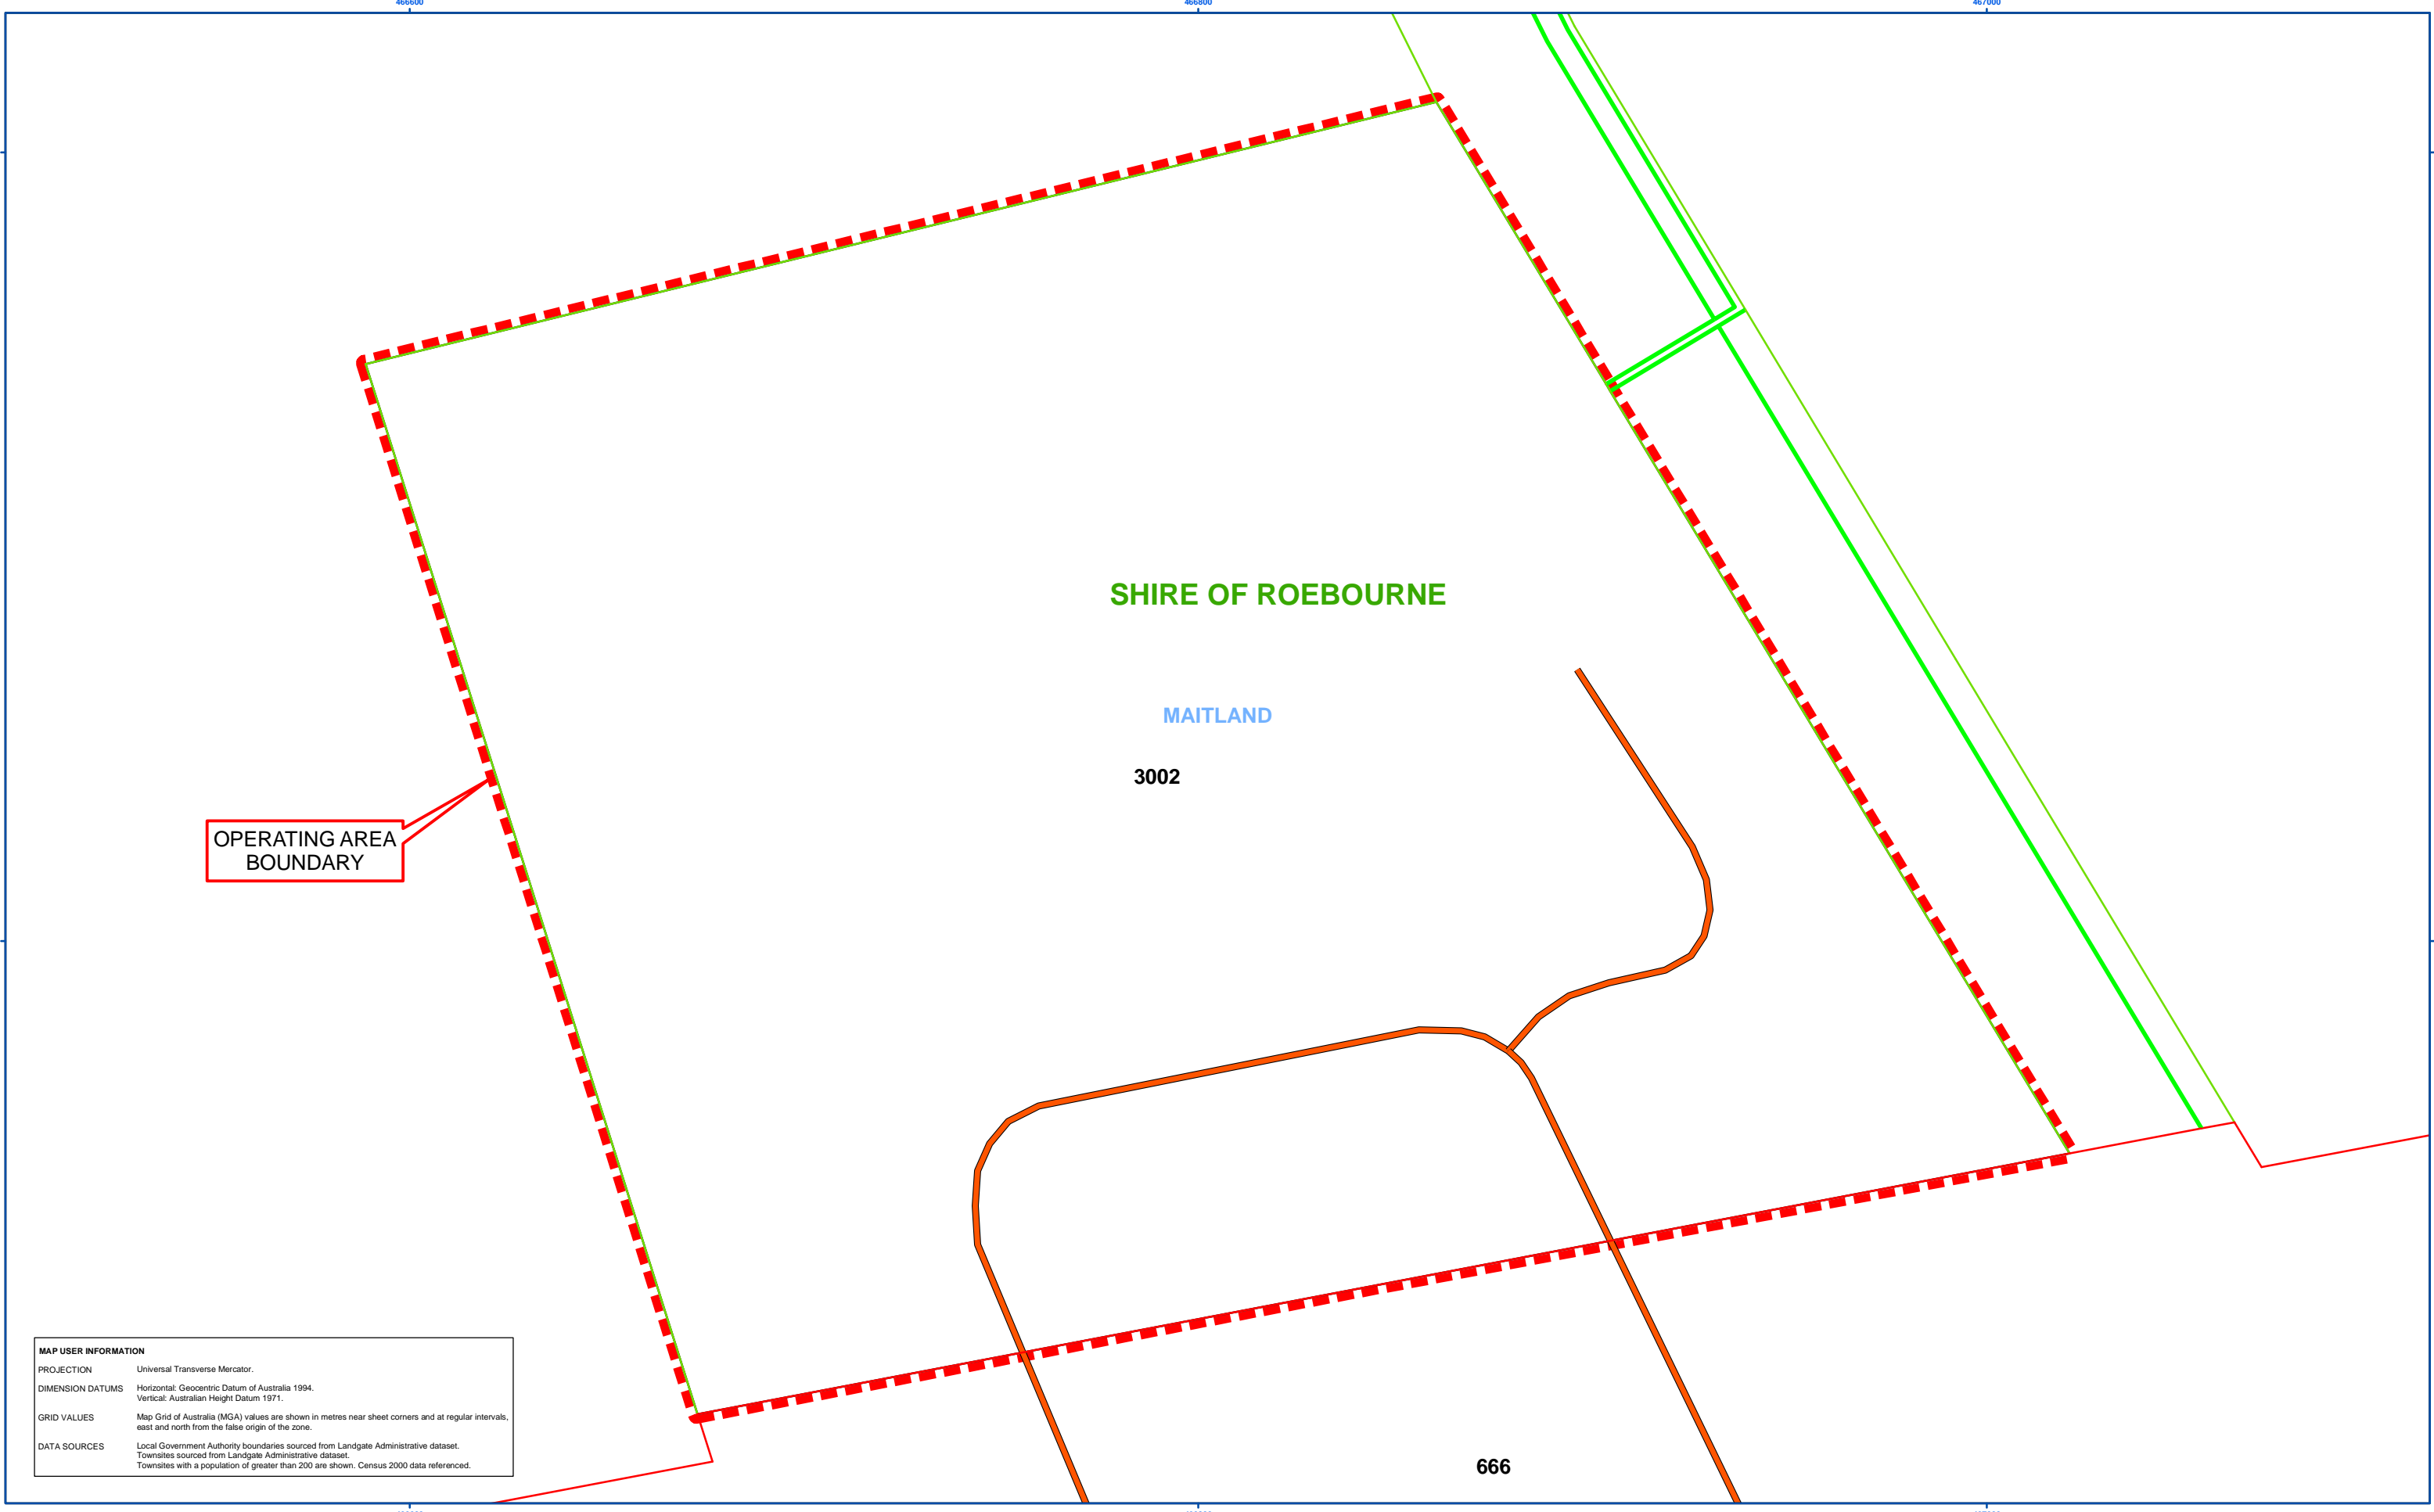 466600
466800
467000
SHIRE OF ROEBOURNE
MAITLAND
3002
OPERATING AREA
BOUNDARY
MAP USER INFORMATION
PROJECTION Universal Transverse Mercator.
DIMENSION DATUMS Horizontal: Geocentric Datum of Australia 1994.
Vertical: Australian Height Datum 1971.
GRID VALUES Map Grid of Australia (MGA) values are shown in metres near sheet corners and at regular intervals,
east and north from the false origin of the zone.
DATA SOURCES Local Government Authority boundaries sourced from Landgate Administrative dataset.
Townsites sourced from Landgate Administrative dataset.
Townsites with a population of greater than 200 are shown. Census 2000 data referenced.
666